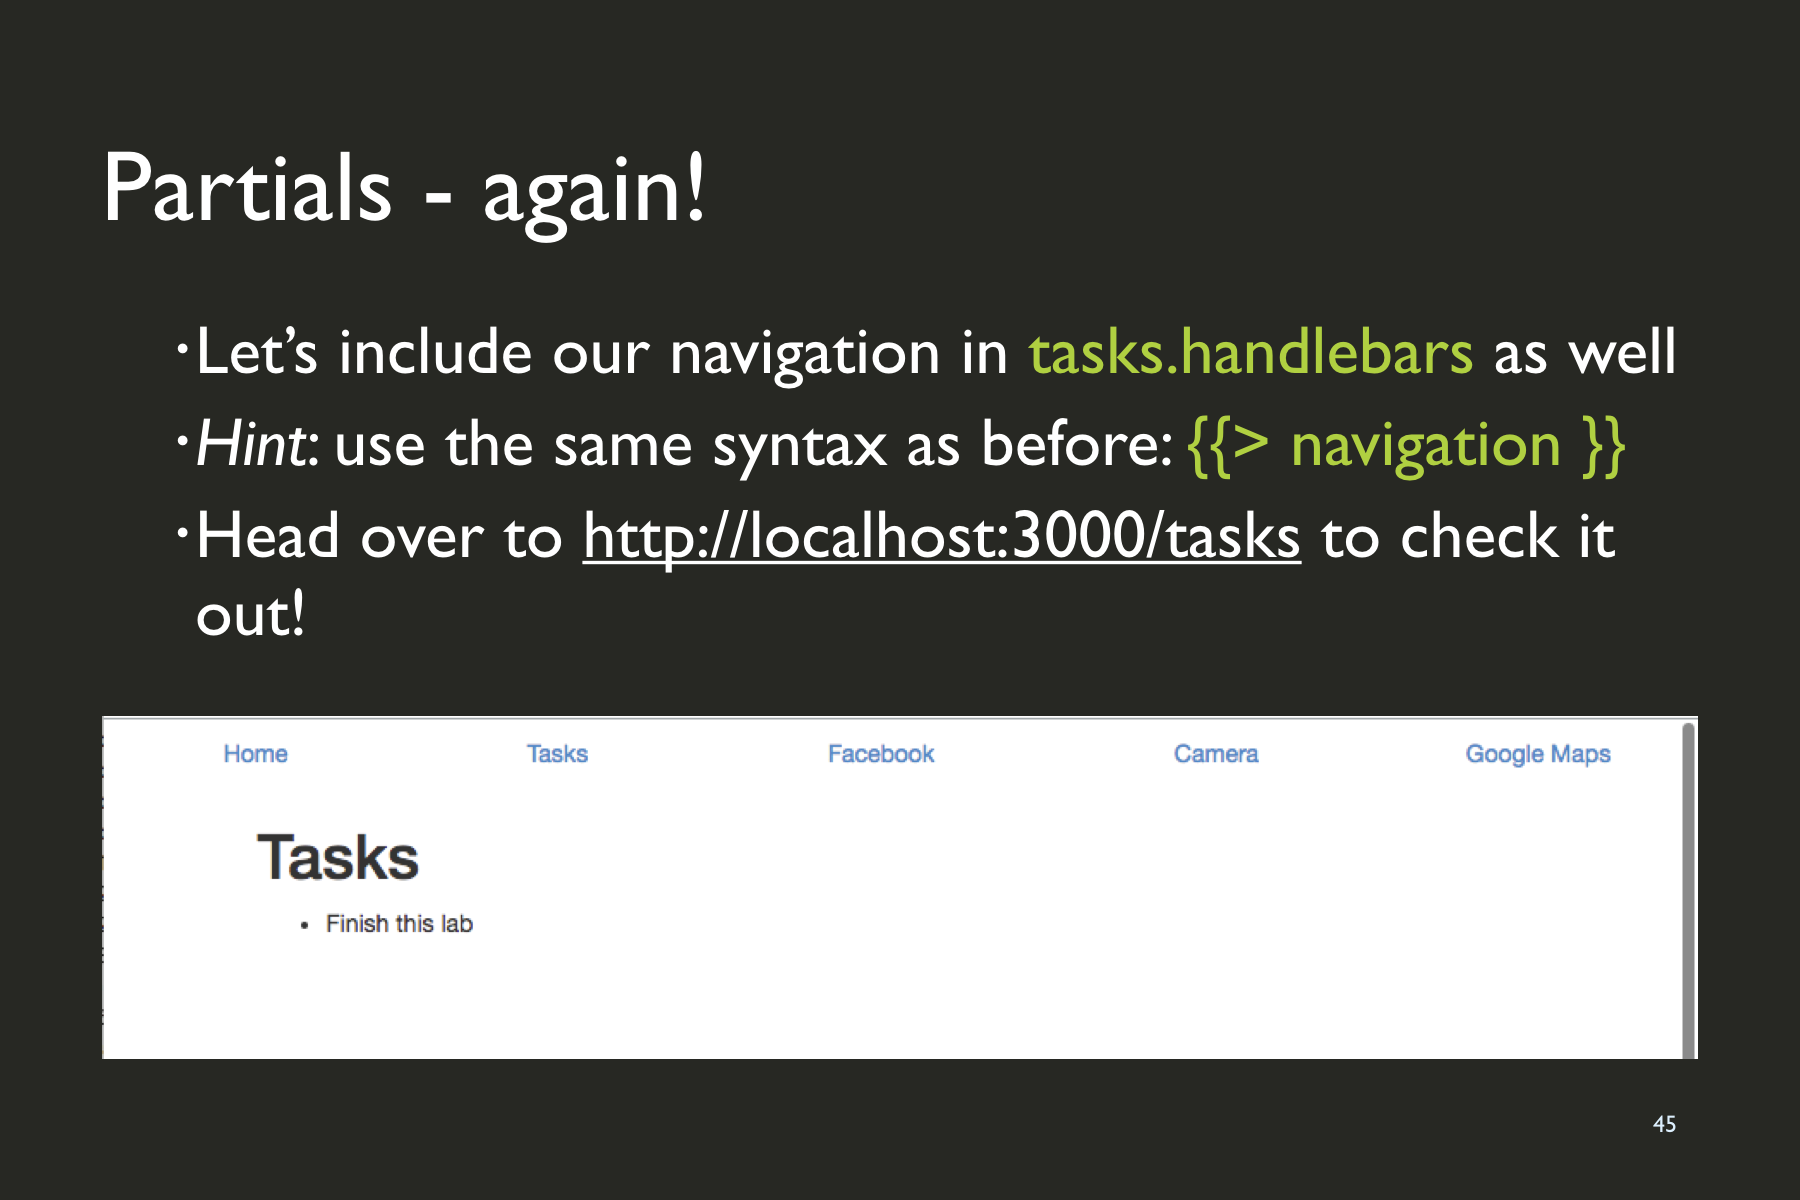 Partials - again!
·Let’s include our navigation in tasks.handlebars as well
·Hint: use the same syntax as before: {{> navigation }}
·Head over to http://localhost:3000/tasks to check it
out!
Home Tasks Facebook Camera Google Maps
Tasks
• Finish this lab
45